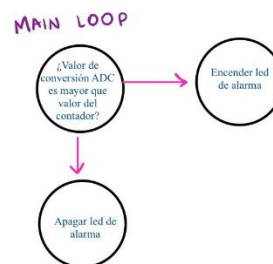 MAIN LOOP
¿Valor de
conversión ADC
es mayor que
valor del
contador?
Encender led
de alarma
Apagar led de
alarma